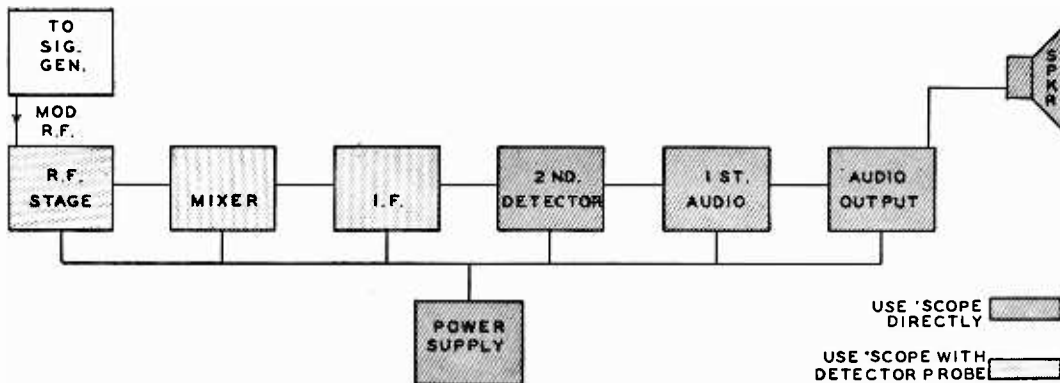 TO
SIG.
GEN.
MOD
R.F.
SPKR
R.F.
STAGE
MIXER
I.F.
2 ND.
DETECTOR
1 ST.
AUDIO
AUDIO
OUTPUT
POWER
SUPPLY
USE 'SCOPE
DIRECTLY
USE 'SCOPE WITH
DETECTOR PROBE